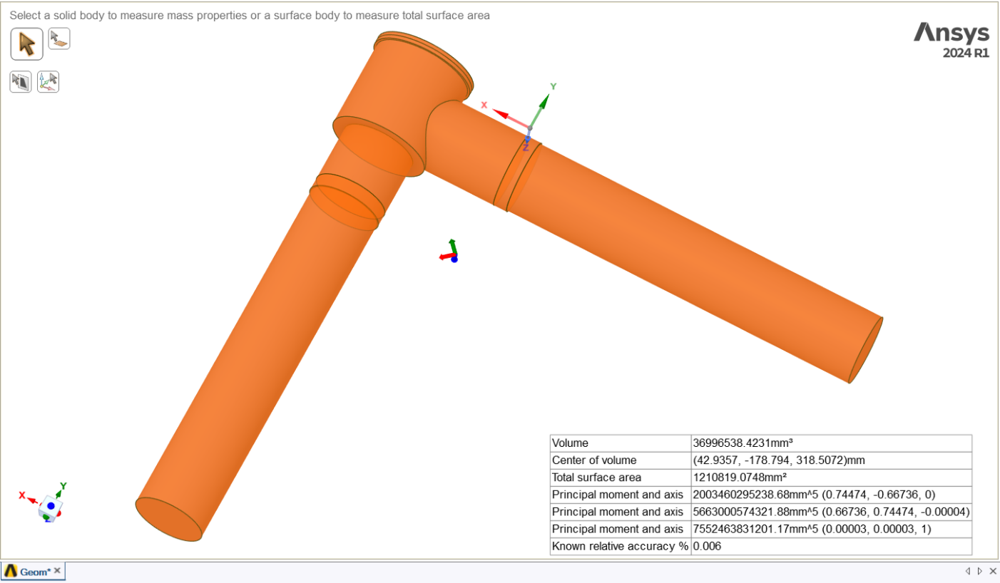 Select a solid body to measure mass properties or a surface body to measure total surface area
Ansys
2024 R1
Y
X
Z
Volume 36996538.4231mm³
Center of volume (42.9357, -178.794, 318.5072)mm
Total surface area 1210819.0748mm²
Principal moment and axis 2003460295238.68mm^5 (0.74474, -0.66736, 0)
Principal moment and axis 5663000574321.88mm^5 (0.66736, 0.74474, -0.00004)
Principal moment and axis 7552463831201.17mm^5 (0.00003, 0.00003, 1)
Known relative accuracy % 0.006
Y
X
Z
Geom*